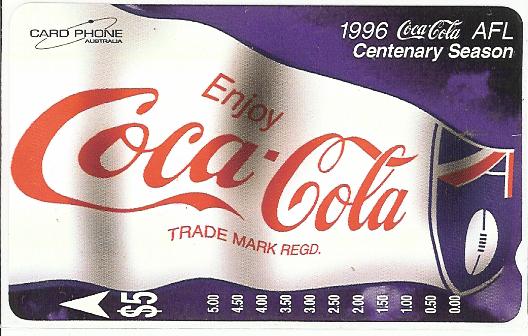 CARD PHONE
AUSTRALIA
1996 Coca-Cola AFL
Centenary Season
Enjoy
Coca-Cola
TRADE MARK REGD.
$5
5.00 4.50 4.00 3.50 3.00 2.50 2.00 1.50 1.00 0.50 0.00